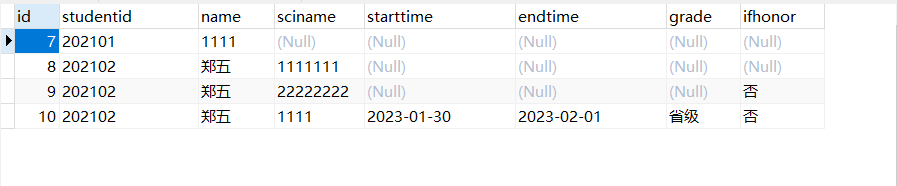 id studentid name sciname starttime endtime grade ifhonor
7 202101 1111 (Null) (Null) (Null) (Null) (Null)
8 202102 郑五 1111111 (Null) (Null) (Null) (Null)
9 202102 郑五 22222222 (Null) (Null) (Null) 否
10 202102 郑五 1111 2023-01-30 2023-02-01 省级 否